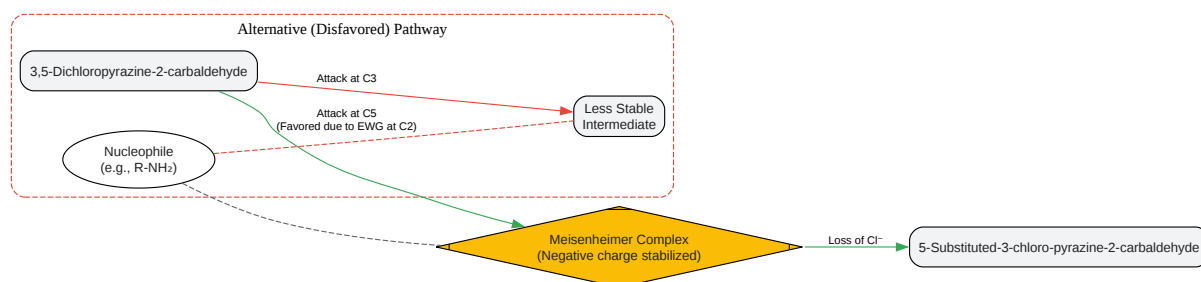 Alternative (Disfavored) Pathway
3,5-Dichloropyrazine-2-carbaldehyde
Attack at C3
Less Stable
Intermediate
Attack at C5
(Favored due to EWG at C2)
Nucleophile
(e.g., R-NH₂)
Meisenheimer Complex
(Negative charge stabilized)
Loss of Cl⁻
5-Substituted-3-chloro-pyrazine-2-carbaldehyde